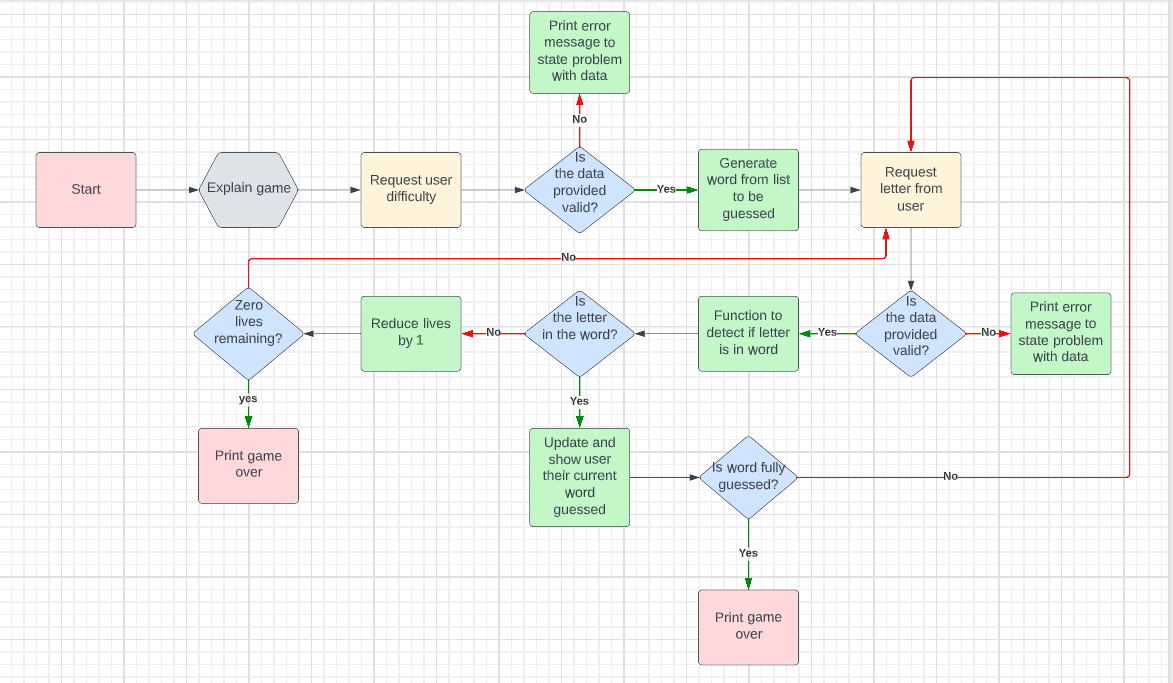 Print error
message to
state problem
with data
No
Start
Explain game
Request user
difficulty
Is
the data
provided
valid?
Yes
Generate
word from list
to be
guessed
Request
letter from
user
No
Zero
lives
remaining?
Reduce lives
by 1
No
Is
the letter
in the word?
Function to
detect if letter
is in word
Yes
Is
the data
provided
valid?
No
Print error
message to
state problem
with data
yes
Yes
Print game
over
Update and
show user
their current
word
guessed
Is word fully
guessed?
No
Yes
Print game
over